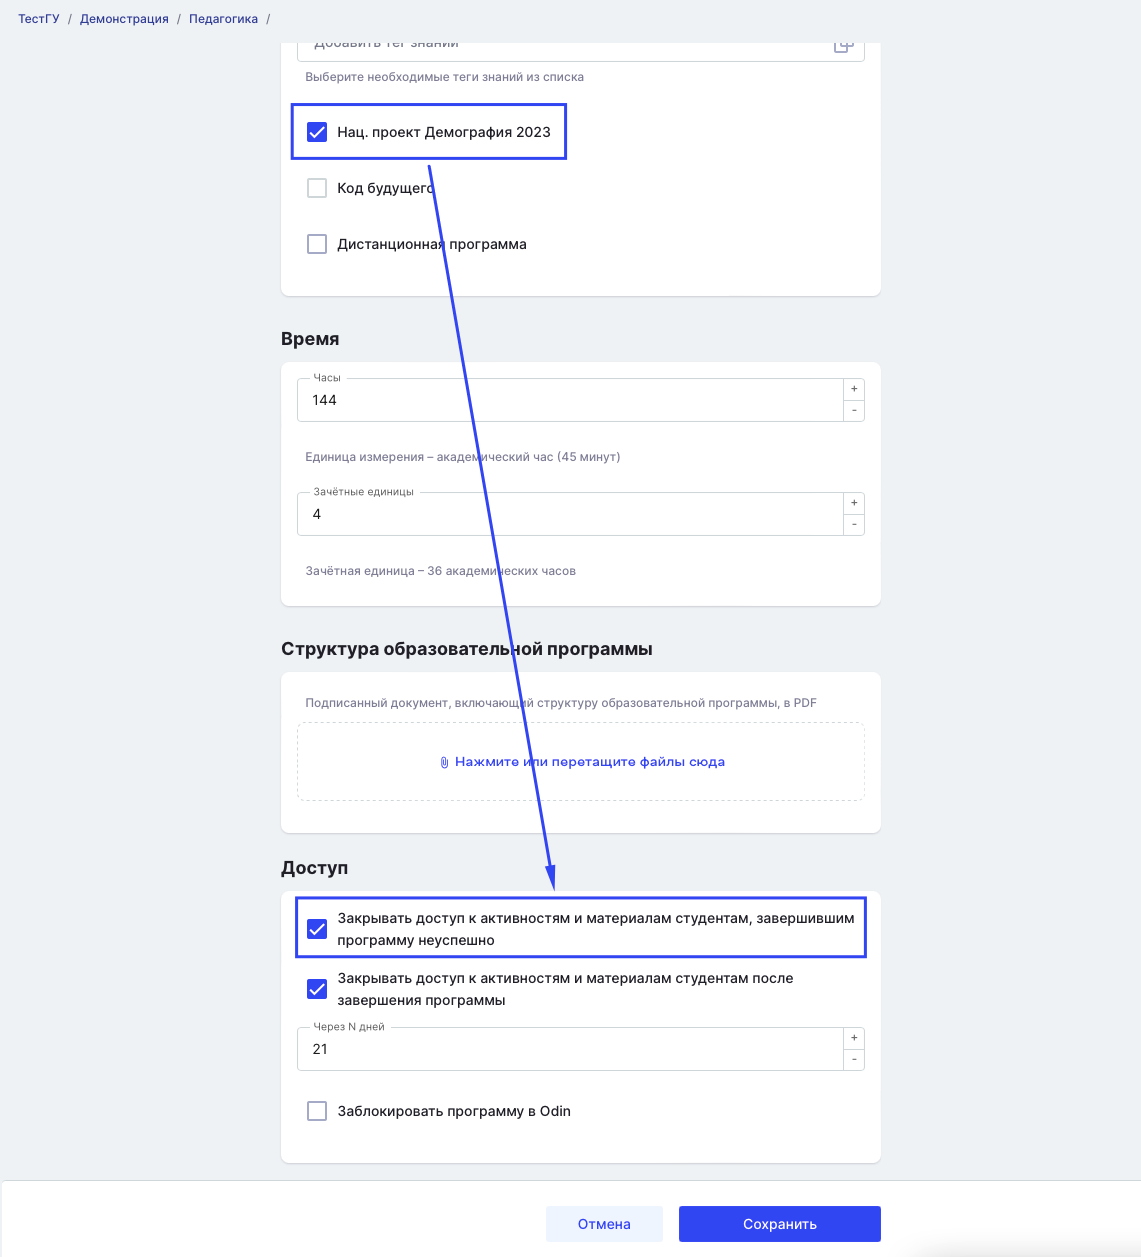 ТестГУ / Демонстрация / Педагогика /
Добавить тег знаний
Выберите необходимые теги знаний из списка
Нац. проект Демография 2023
Код будущего
Дистанционная программа
Время
Часы
144
+
-
Единица измерения – академический час (45 минут)
Зачётные единицы
4
+
-
Зачётная единица – 36 академических часов
Структура образовательной программы
Подписанный документ, включающий структуру образовательной программы, в PDF
Нажмите или перетащите файлы сюда
Доступ
Закрывать доступ к активностям и материалам студентам, завершившим
программу неуспешно
Закрывать доступ к активностям и материалам студентам после
завершения программы
Через N дней
21
+
-
Заблокировать программу в Odin
Отмена
Сохранить